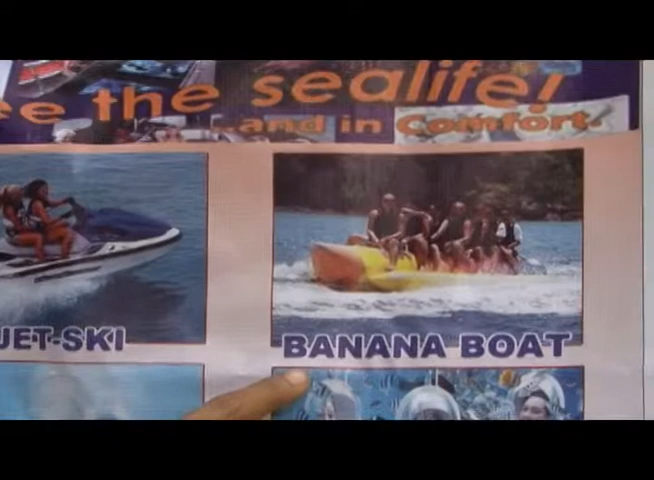 ee the sealife!
...and in Comfort.
JET-SKI
BANANA BOAT